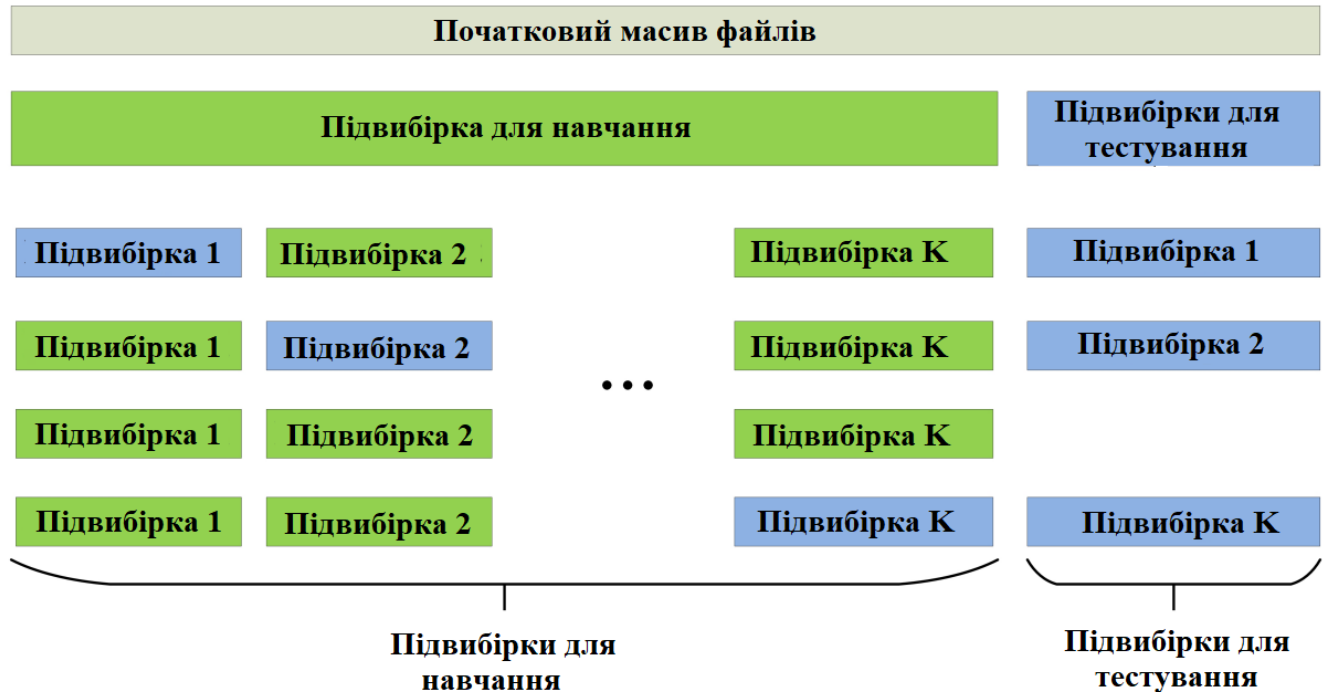 Початковий масив файлів
Підвибірка для навчання
Підвибірки для
тестування
Підвибірка 1
Підвибірка 2
Підвибірка K
Підвибірка 1
Підвибірка 1
Підвибірка 2
Підвибірка K
Підвибірка 2
...
Підвибірка 1
Підвибірка 2
Підвибірка K
Підвибірка 1
Підвибірка 2
Підвибірка K
Підвибірка K
Підвибірки для
навчання
Підвибірки для
тестування